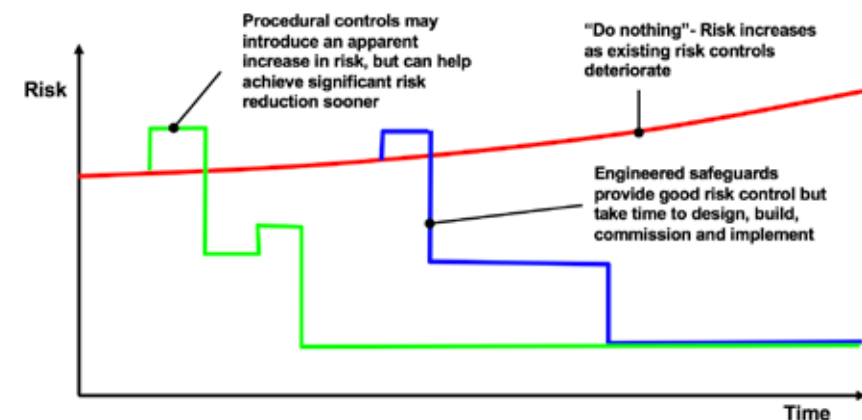 Procedural controls may
introduce an apparent
increase in risk, but can help
achieve significant risk
reduction sooner
"Do nothing"- Risk increases
as existing risk controls
deteriorate
Risk
Engineered safeguards
provide good risk control but
take time to design, build,
commission and implement
Time